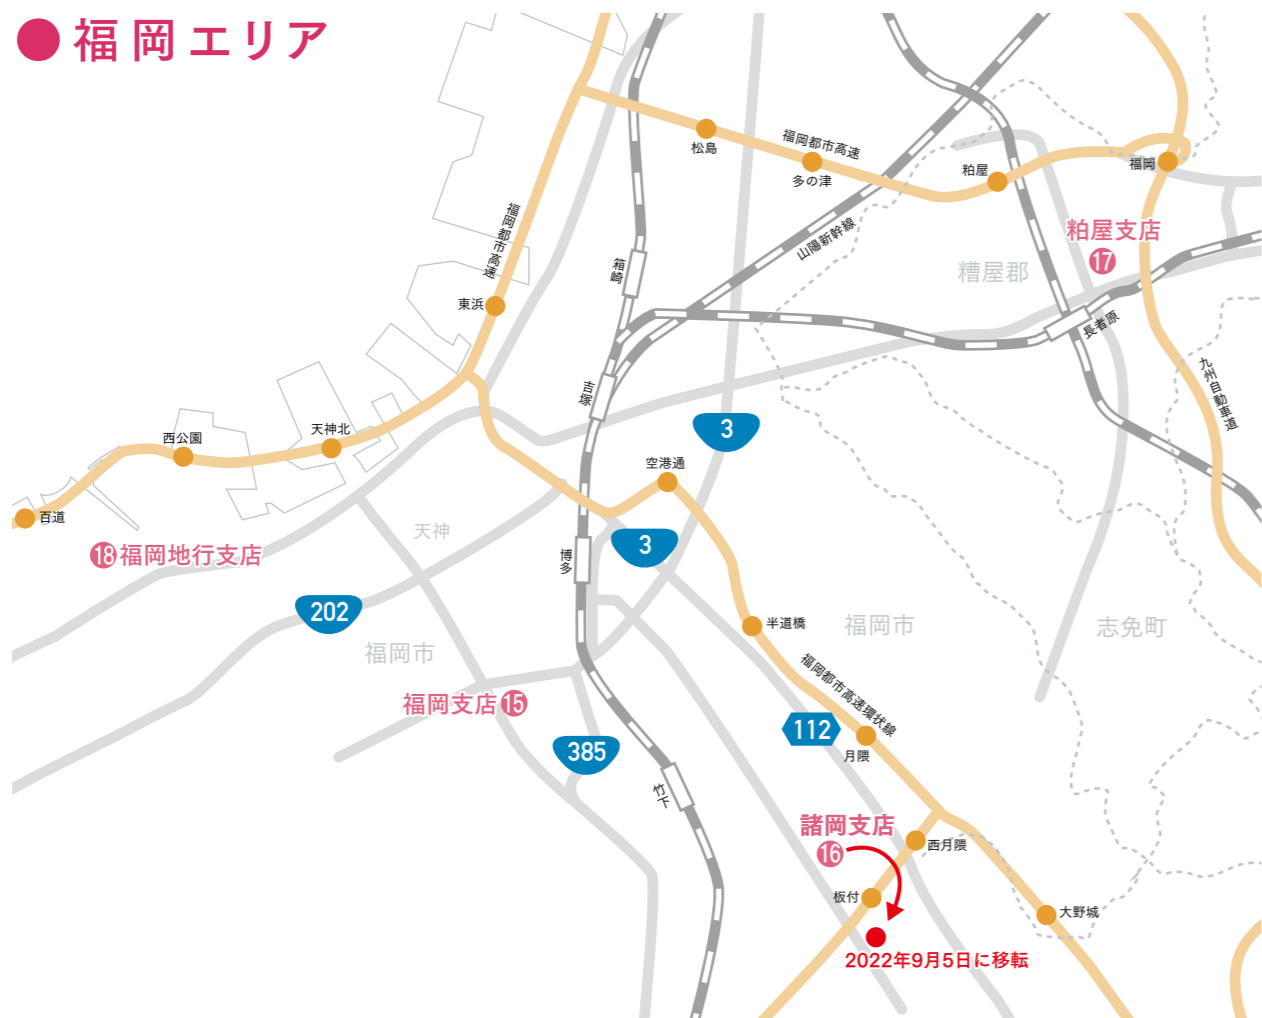 福岡エリア
福岡都市高速
松島
多の津
粕屋
福岡
福岡都市高速
山陽新幹線
粕屋支店
17
糟屋郡
箱崎
東浜
長者原
九州自動車道
吉塚
3
天神北
西公園
空港通
百道
天神
3
18福岡地行支店
博多
202
半道橋
福岡市
志免町
福岡市
福岡都市高速環状線
福岡支店15
112
385
月隈
竹下
諸岡支店
16
西月隈
板付
大野城
2022年9月5日に移転